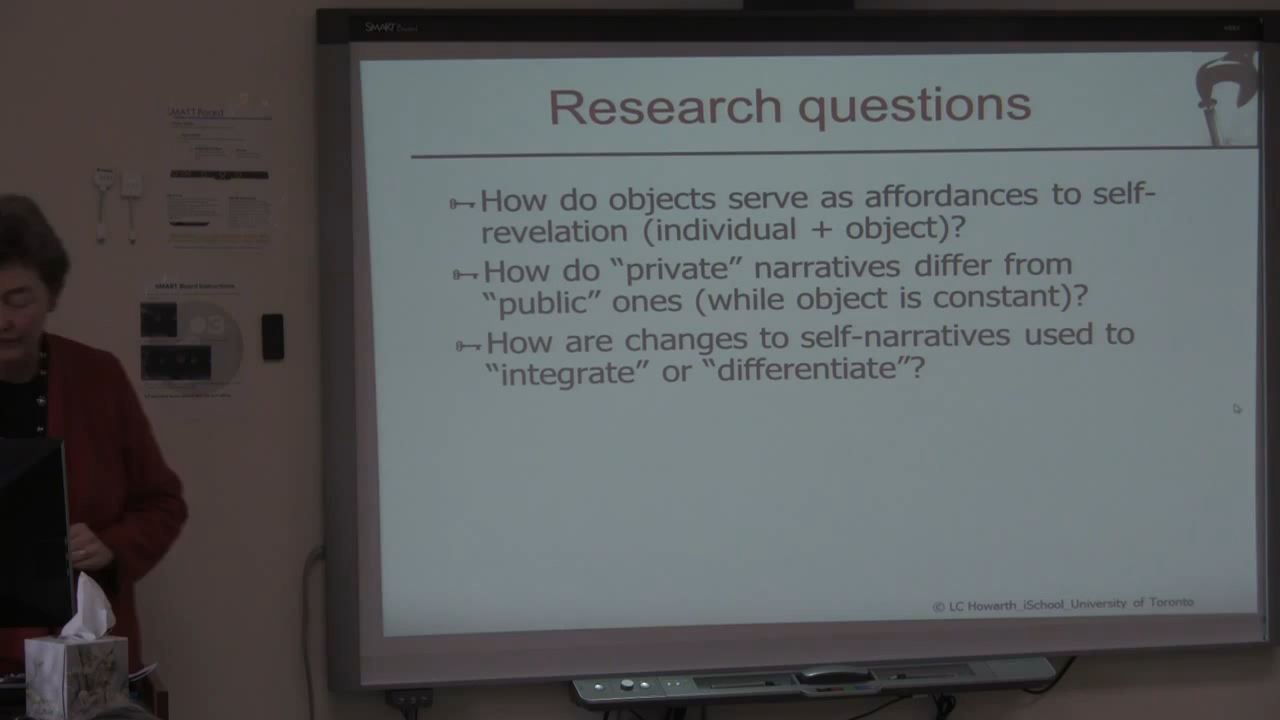 SMART Board
Research questions
How do objects serve as affordances to self-
revelation (individual + object)?
How do “private” narratives differ from
“public” ones (while object is constant)?
How are changes to self-narratives used to
“integrate” or “differentiate”?
© LC Howarth_iSchool_University of Toronto
SMART Board
SMART Board Instructions